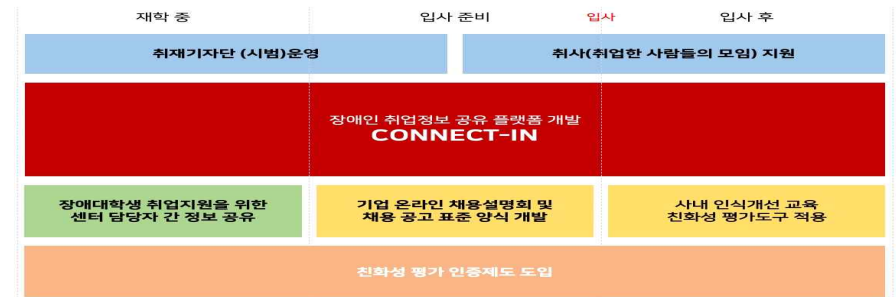 재학 중
입사 준비
입사
입사 후
취재기자단 (시범)운영
취사(취업한 사람들의 모임) 지원
장애인 취업정보 공유 플랫폼 개발
CONNECT-IN
장애대학생 취업지원을 위한
센터 담당자 간 정보 공유
기업 온라인 채용설명회 및
채용 공고 표준 양식 개발
사내 인식개선 교육
친화성 평가도구 적용
친화성 평가 인증제도 도입